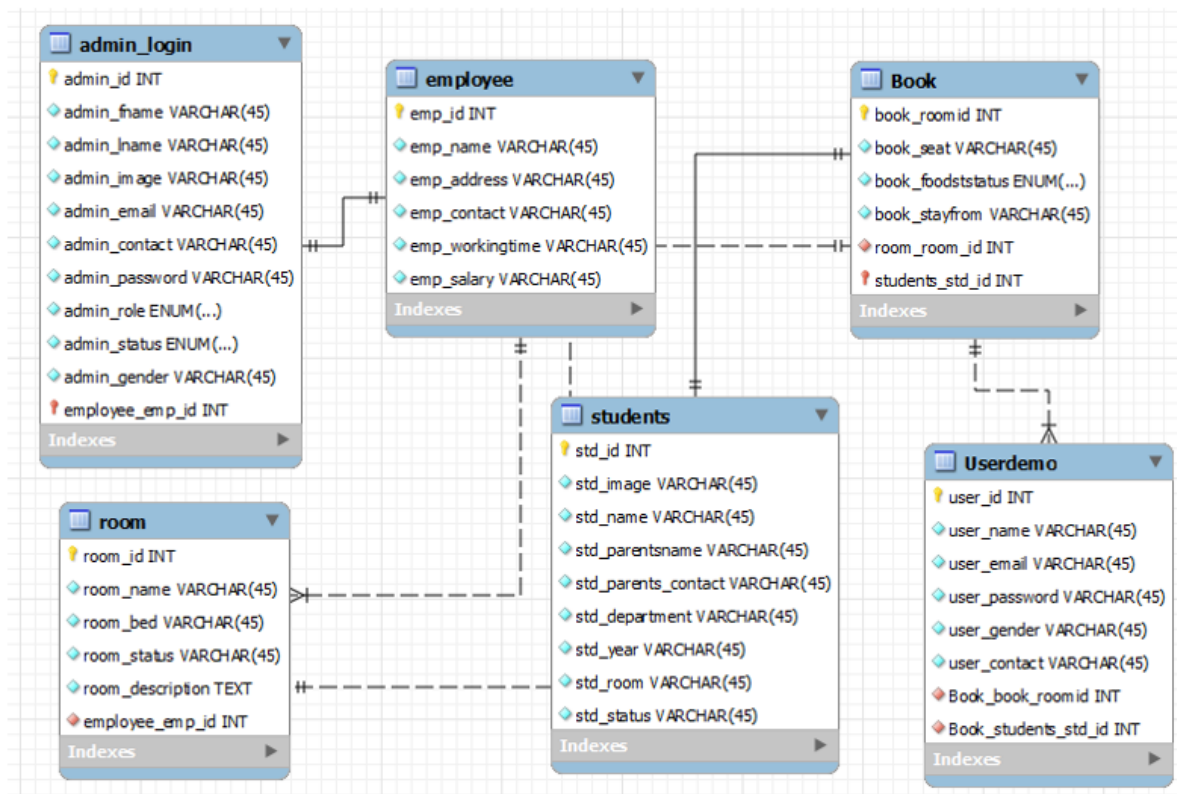 admin_login
admin_id INT
admin_fname VARCHAR(45)
admin_lname VARCHAR(45)
admin_image VARCHAR(45)
admin_email VARCHAR(45)
admin_contact VARCHAR(45)
admin_password VARCHAR(45)
admin_role ENUM(...)
admin_status ENUM(...)
admin_gender VARCHAR(45)
employee_emp_id INT
Indexes
employee
emp_id INT
emp_name VARCHAR(45)
emp_address VARCHAR(45)
emp_contact VARCHAR(45)
emp_workingtime VARCHAR(45)
emp_salary VARCHAR(45)
Indexes
Book
book_roomid INT
book_seat VARCHAR(45)
book_foodststatus ENUM(...)
book_stayfrom VARCHAR(45)
room_room_id INT
students_std_id INT
Indexes
room
room_id INT
room_name VARCHAR(45)
room_bed VARCHAR(45)
room_status VARCHAR(45)
room_description TEXT
employee_emp_id INT
Indexes
students
std_id INT
std_image VARCHAR(45)
std_name VARCHAR(45)
std_parentsname VARCHAR(45)
std_parents_contact VARCHAR(45)
std_department VARCHAR(45)
std_year VARCHAR(45)
std_room VARCHAR(45)
std_status VARCHAR(45)
Indexes
Userdemo
user_id INT
user_name VARCHAR(45)
user_email VARCHAR(45)
user_password VARCHAR(45)
user_gender VARCHAR(45)
user_contact VARCHAR(45)
Book_book_roomid INT
Book_students_std_id INT
Indexes